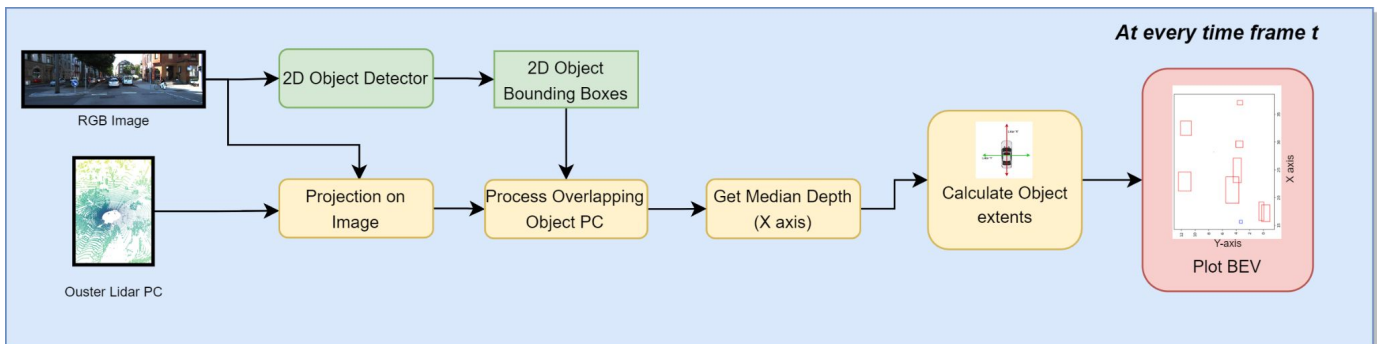 At every time frame t
RGB Image
2D Object Detector
2D Object
Bounding Boxes
Ouster Lidar PC
Projection on
Image
Process Overlapping
Object PC
Get Median Depth
(X axis)
Calculate Object
extents
X axis
Y-axis
Plot BEV